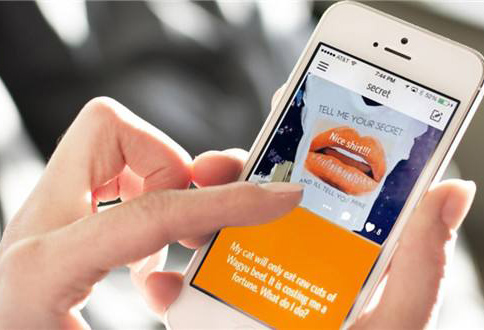 AT&T
7:44 PM
50%
secret
TELL ME YOUR SECRET
Nice shirt!!!
AND I'LL TELL YOU MINE
8
My cat will only eat raw cuts of
Wagyu beef. It is costing me a
fortune. What do I do?